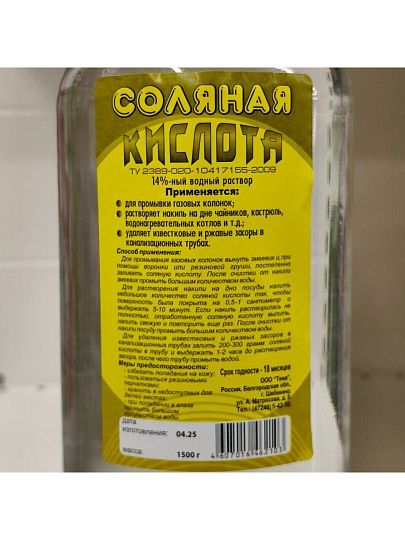 СОЛЯНАЯ
КИСЛОТА
ТУ 2389-020-10417155-2009
14%-ный водный раствор
Применяется:
● для промывки газовых колонок;
● растворяет накипь на дне чайников, кастрюль,
водонагревательных котлов и т.д.;
● удаляет известковые и ржавые засоры в
канализационных трубах.
Способ применения:
Для промывания газовых колонок вынуть змеевик и, при
помощи воронки или резиновой груши, постепенно
заливать соляную кислоту. После очистки от накипи
змеевик промыть большим количеством воды.
Для растворения накипи на дно посуды налить
небольшое количество соляной кислоты так, чтобы
поверхность была покрыта на 0,5-1 сантиметр и
выдержать 5-10 минут. Если накипь растворилась не
полностью, отработанную соляную кислоту вылить,
налить свежую и повторить еще раз. После очистки от
накипи посуду промыть большим количеством воды.
Для удаления известковых и ржавых засоров в
канализационных трубах залить 200-300 грамм соляной
кислоты в трубу и выдержать 1-2 часа до растворения
засора, после чего трубу промыть водой.
Меры предосторожности:
- избегать попадания на кожу;
- пользоваться резиновыми
перчатками;
- хранить в недоступных для
детей местах;
- при попадании в глаза
промыть большим
количеством воды
Срок годности - 18 месяцев
ООО "Тема".
Россия, Белгородская обл.,
г. Шебекино,
ул. А. Матросова, д.
Тел.: (47248)
дата
изготовления: 04.25
масса: 1500 г
4607016462103